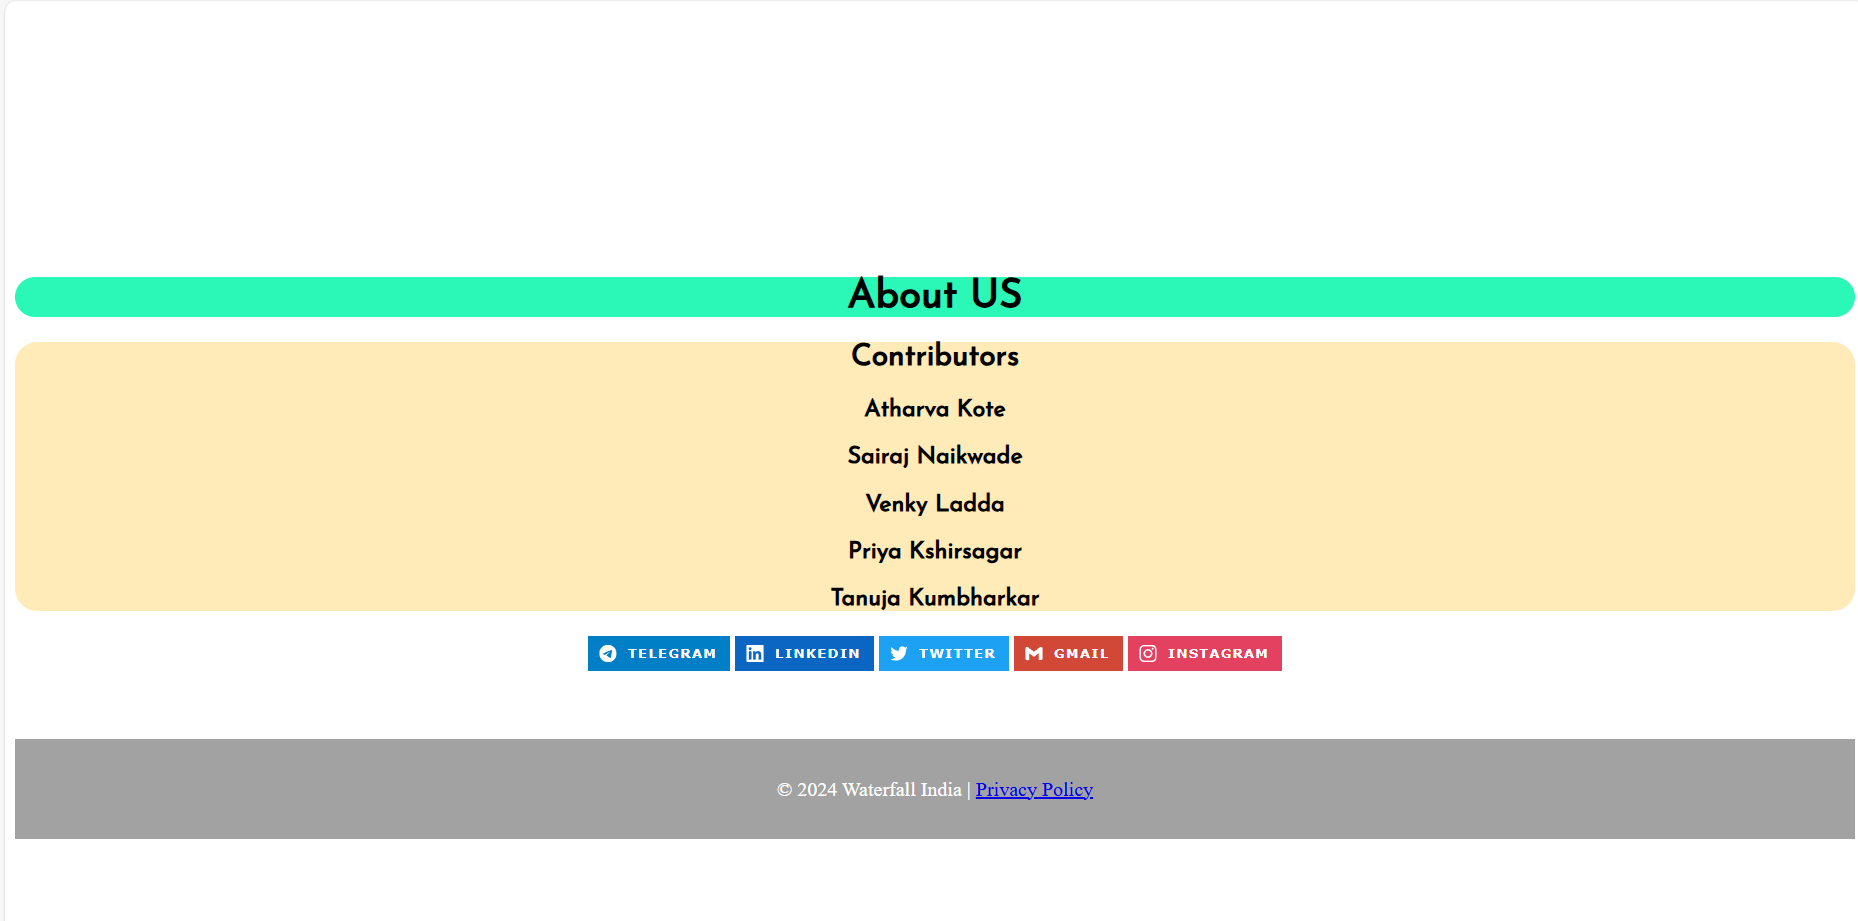 About US
Contributors
Atharva Kote
Sairaj Naikwade
Venky Ladda
Priya Kshirsagar
Tanuja Kumbharkar
TELEGRAM LINKEDIN TWITTER GMAIL INSTAGRAM
© 2024 Waterfall India | Privacy Policy